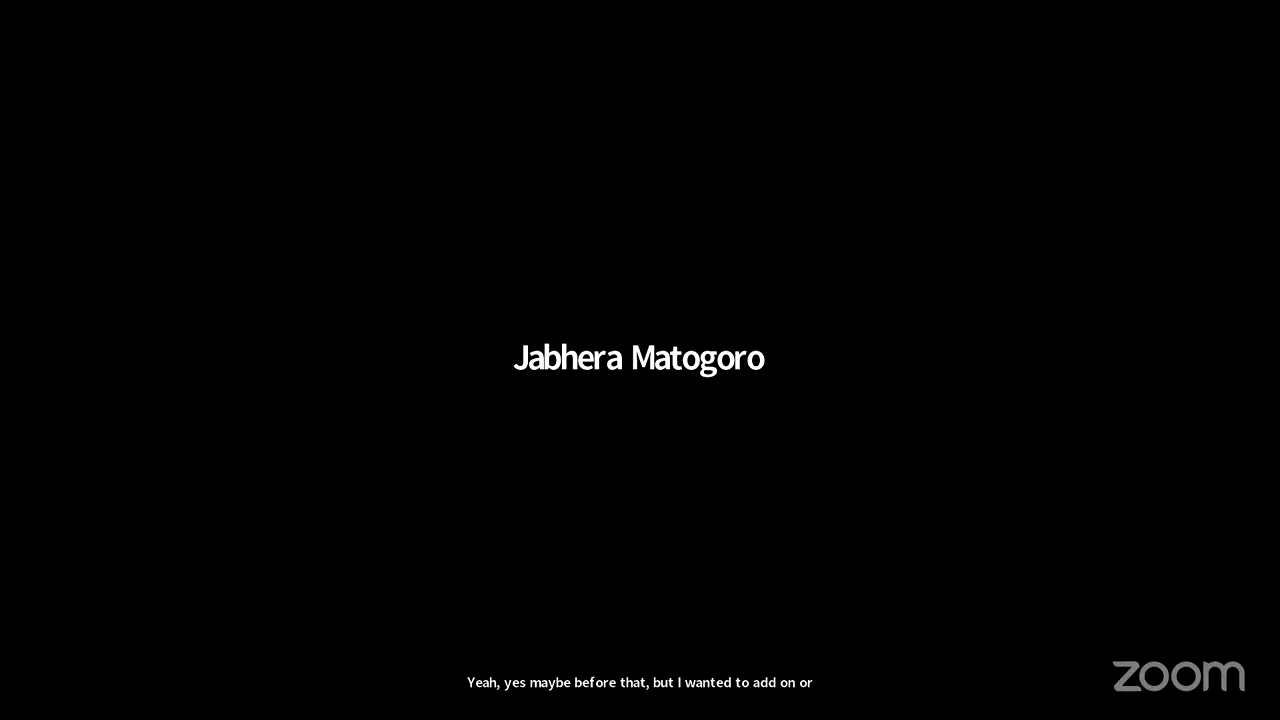 Jabhera Matogoro
Yeah, yes maybe before that, but I wanted to add on or
zoom